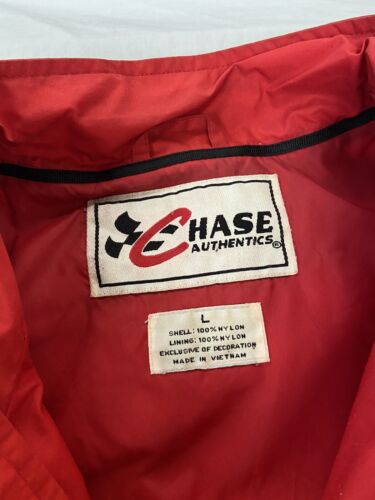 CHASE
AUTHENTICS®
L
SHELL: 100% NYLON
LINING: 100% NYLON
EXCLUSIVE OF DECORATION
MADE IN VIETNAM